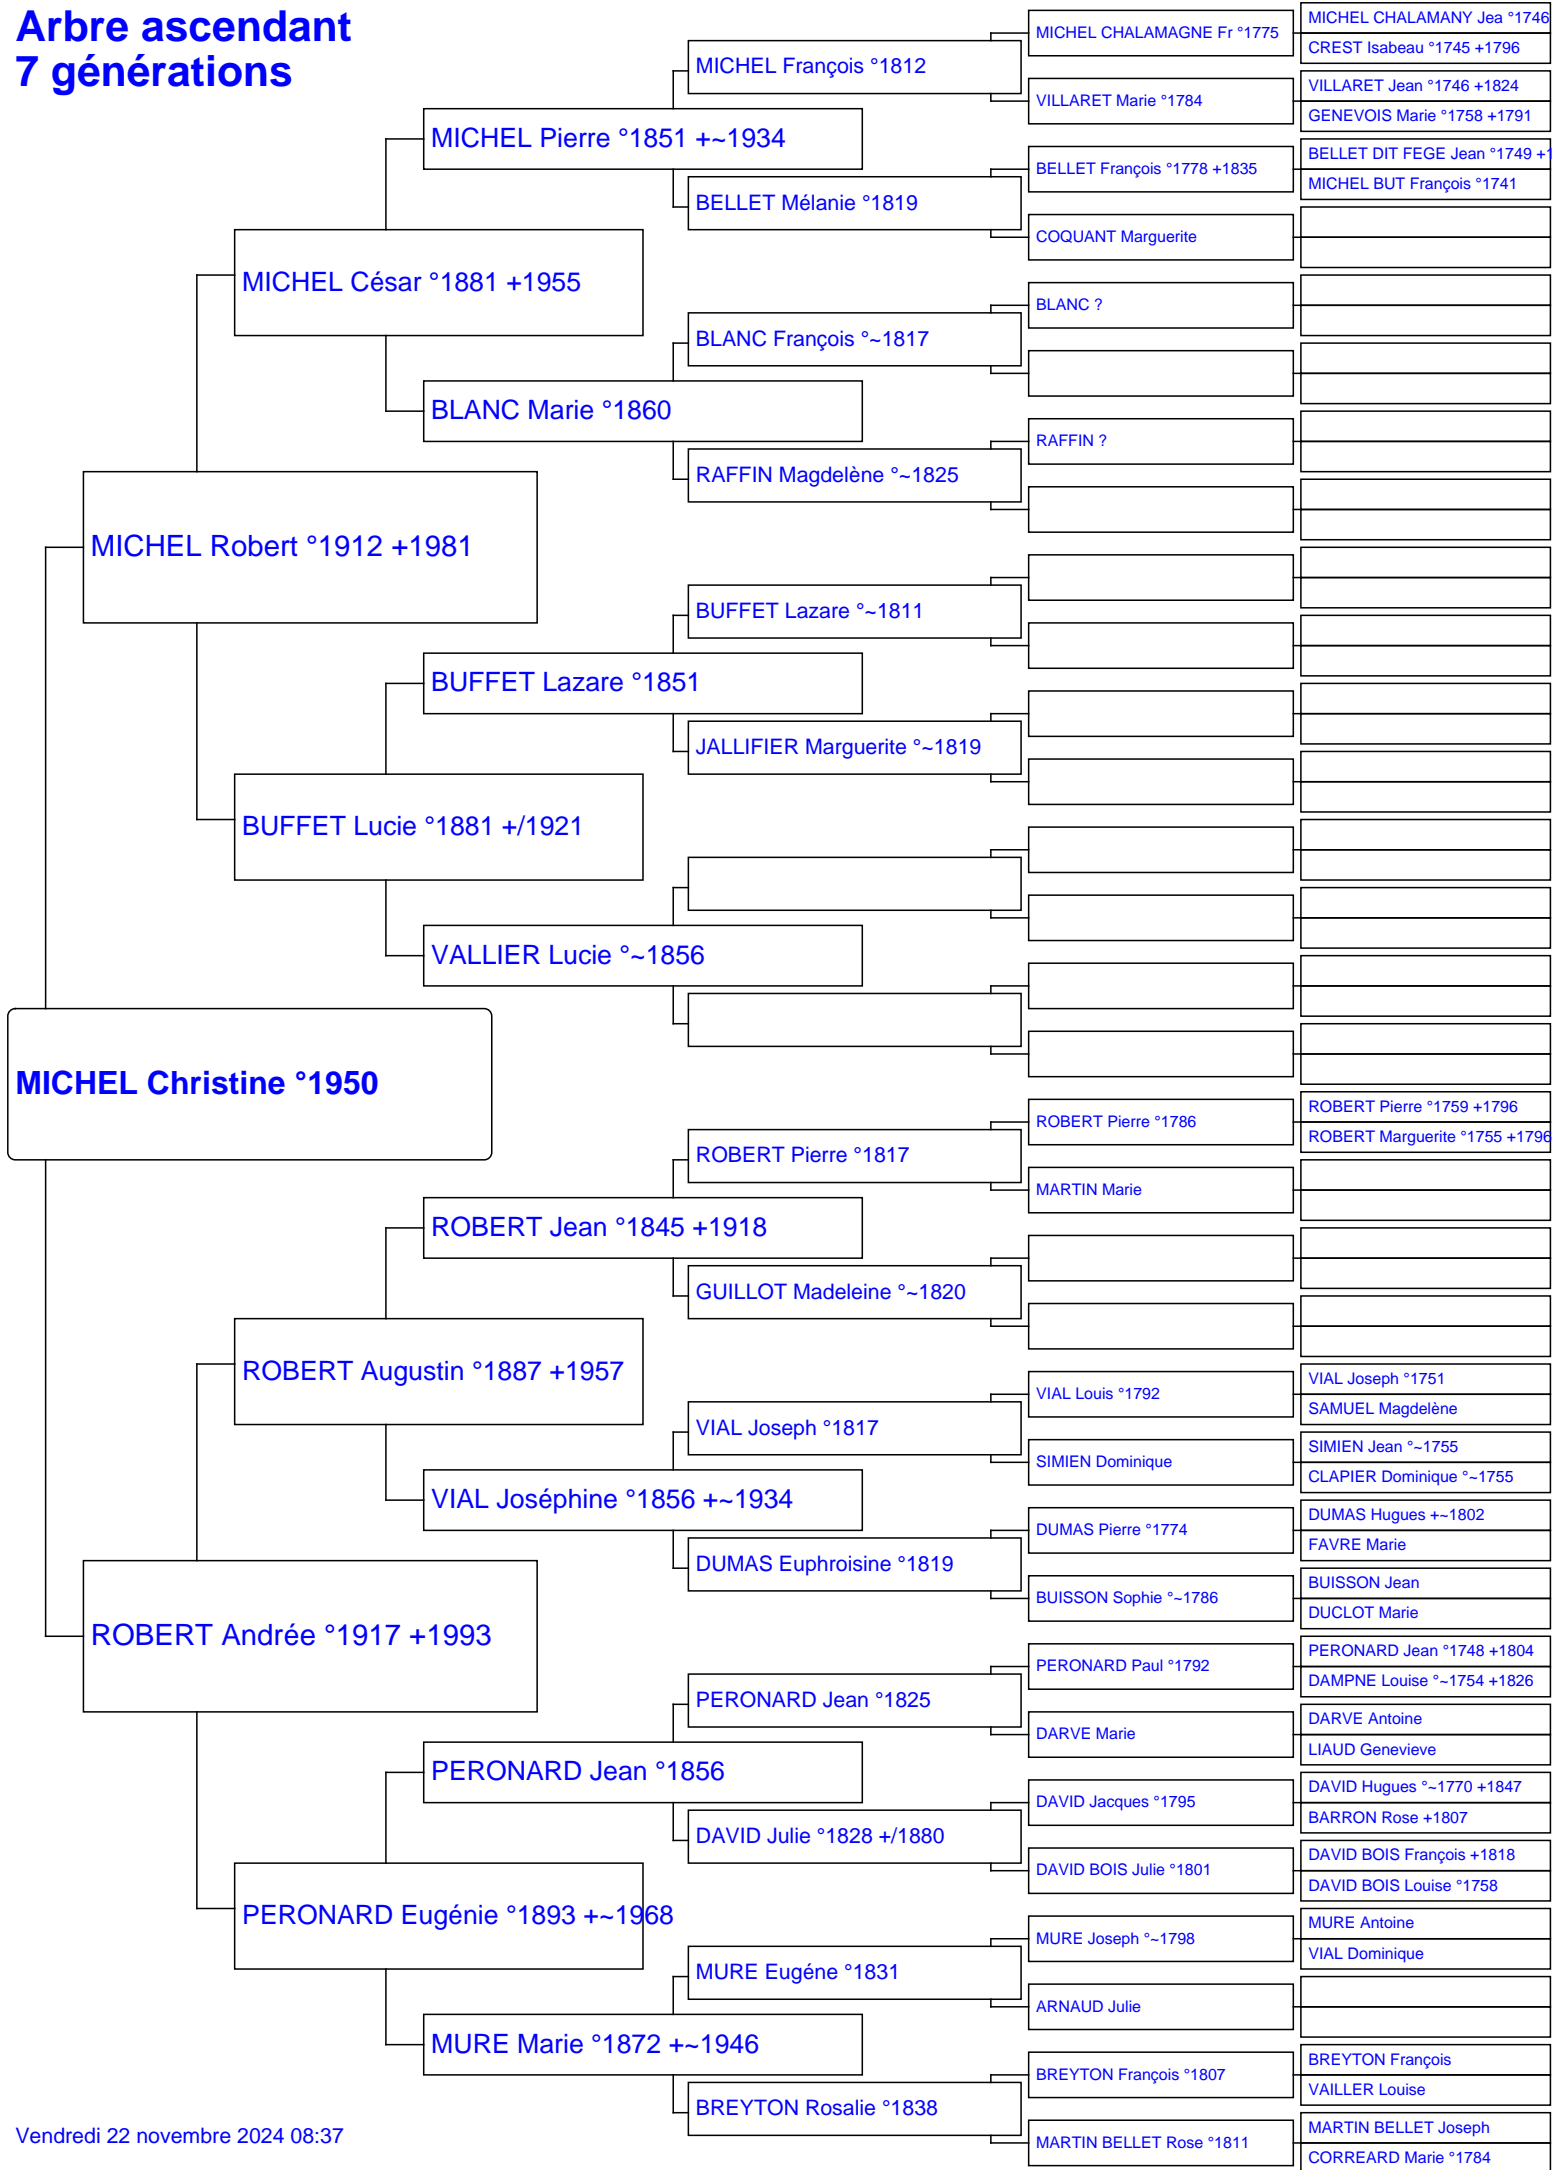 Arbre ascendant
7 générations
MICHEL Christine °1950
MICHEL Robert °1912 +1981
ROBERT Andrée °1917 +1993
MICHEL César °1881 +1955
BUFFET Lucie °1881 +/1921
ROBERT Augustin °1887 +1957
PERONARD Eugénie °1893 +~1968
MICHEL Pierre °1851 +~1934
BLANC Marie °1860
BUFFET Lazare °1851
VALLIER Lucie °~1856
ROBERT Jean °1845 +1918
VIAL Joséphine °1856 +~1934
PERONARD Jean °1856
MURE Marie °1872 +~1946
MICHEL François °1812
BELLET Mélanie °1819
BLANC François °~1817
RAFFIN Magdelène °~1825
BUFFET Lazare °~1811
JALLIFIER Marguerite °~1819
ROBERT Pierre °1817
GUILLOT Madeleine °~1820
VIAL Joseph °1817
DUMAS Euphroisine °1819
PERONARD Jean °1825
DAVID Julie °1828 +/1880
MURE Eugéne °1831
BREYTON Rosalie °1838
MICHEL CHALAMAGNE Fr °1775
VILLARET Marie °1784
BELLET François °1778 +1835
COQUANT Marguerite
BLANC ?
RAFFIN ?
ROBERT Pierre °1786
MARTIN Marie
VIAL Louis °1792
SIMIEN Dominique
DUMAS Pierre °1774
BUISSON Sophie °~1786
PERONARD Paul °1792
DARVE Marie
DAVID Jacques °1795
DAVID BOIS Julie °1801
MURE Joseph °~1798
ARNAUD Julie
BREYTON François °1807
MARTIN BELLET Rose °1811
MICHEL CHALAMANY Jea °1746
CREST Isabeau °1745 +1796
VILLARET Jean °1746 +1824
GENEVOIS Marie °1758 +1791
BELLET DIT FEGE Jean °1749 +1
MICHEL BUT François °1741
ROBERT Pierre °1759 +1796
ROBERT Marguerite °1755 +1796
VIAL Joseph °1751
SAMUEL Magdelène
SIMIEN Jean °~1755
CLAPIER Dominique °~1755
DUMAS Hugues +~1802
FAVRE Marie
BUISSON Jean
DUCLOT Marie
PERONARD Jean °1748 +1804
DAMPNE Louise °~1754 +1826
DARVE Antoine
LIAUD Genevieve
DAVID Hugues °~1770 +1847
BARRON Rose +1807
DAVID BOIS François +1818
DAVID BOIS Louise °1758
MURE Antoine
VIAL Dominique
BREYTON François
VAILLER Louise
MARTIN BELLET Joseph
CORREARD Marie °1784
Vendredi 22 novembre 2024 08:37